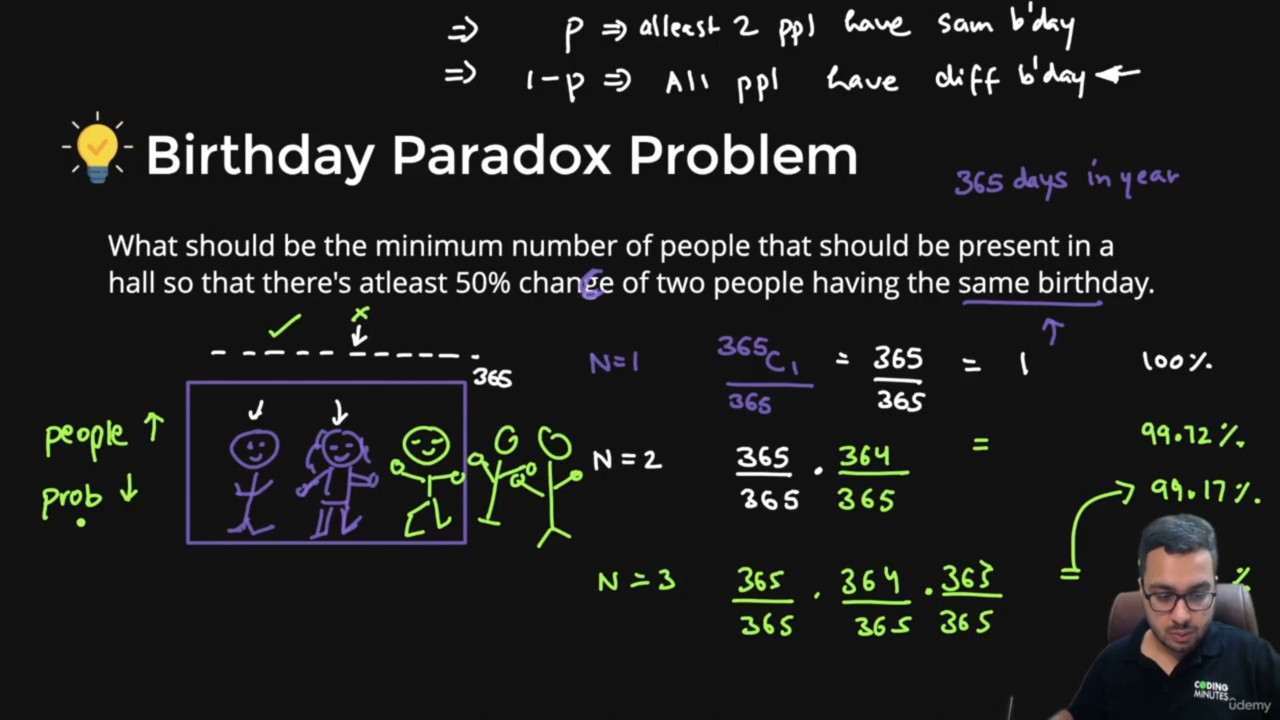 => p => atleast 2 ppl have sam b'day
=> 1-p => All ppl have diff b'day ←
Birthday Paradox Problem
365 days in year
What should be the minimum number of people that should be present in a
hall so that there's atleast 50% change of two people having the same birthday.
✓ x
365
people ↑
prob ↓
N=1 365C1/365 = 365/365 = 1 100%
N=2 365/365 · 364/365 = 99.72%
99.17%
N=3 365/365 · 364/365 · 363/365 = %
CODING
MINUTES
ûdemy